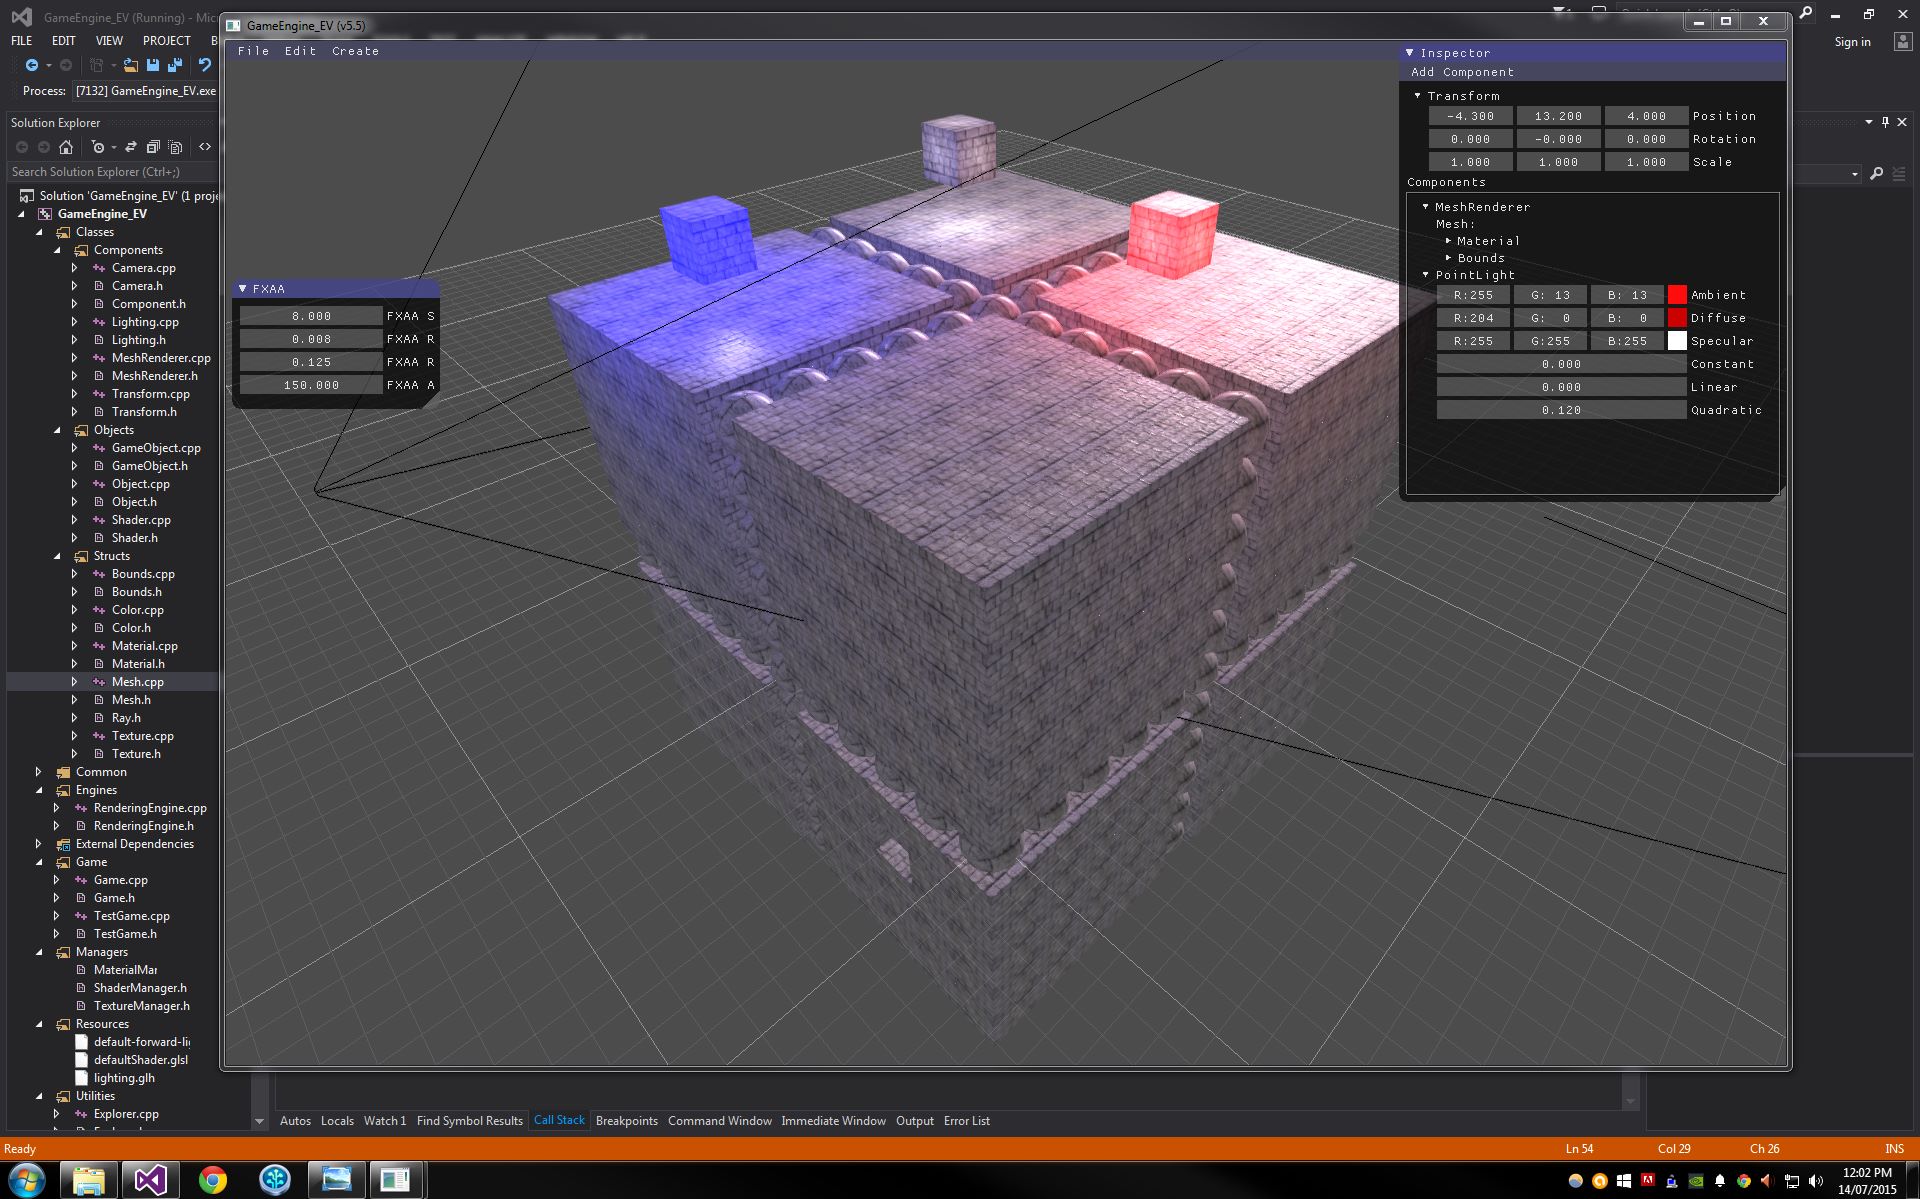 GameEngine_EV (Running) - Mic
FILE EDIT VIEW PROJECT B
Sign in
Process: [7132] GameEngine_EV.exe
Solution Explorer
Search Solution Explorer (Ctrl+;)
Solution 'GameEngine_EV' (1 proje
GameEngine_EV
Classes
Components
Camera.cpp
Camera.h
Component.h
Lighting.cpp
Lighting.h
MeshRenderer.cpp
MeshRenderer.h
Transform.cpp
Transform.h
Objects
GameObject.cpp
GameObject.h
Object.cpp
Object.h
Shader.cpp
Shader.h
Structs
Bounds.cpp
Bounds.h
Color.cpp
Color.h
Material.cpp
Material.h
Mesh.cpp
Mesh.h
Ray.h
Texture.cpp
Texture.h
Common
Engines
RenderingEngine.cpp
RenderingEngine.h
External Dependencies
Game
Game.cpp
Game.h
TestGame.cpp
TestGame.h
Managers
MaterialMar
ShaderManager.h
TextureManager.h
Resources
default-forward-li
defaultShader.glsl
lighting.glh
Utilities
Explorer.cpp
GameEngine_EV (v5.5)
File Edit Create
FXAA
8.000 FXAA S
0.008 FXAA R
0.125 FXAA R
150.000 FXAA A
Inspector
Add Component
Transform
-4.300 13.200 4.000 Position
0.000 -0.000 0.000 Rotation
1.000 1.000 1.000 Scale
Components
MeshRenderer
Mesh:
Material
Bounds
PointLight
R:255 G: 13 B: 13 Ambient
R:204 G: 0 B: 0 Diffuse
R:255 G:255 B:255 Specular
0.000 Constant
0.000 Linear
0.120 Quadratic
Autos Locals Watch 1 Find Symbol Results Call Stack Breakpoints Command Window Immediate Window Output Error List
Ready Ln 54 Col 29 Ch 26 INS
12:02 PM
14/07/2015